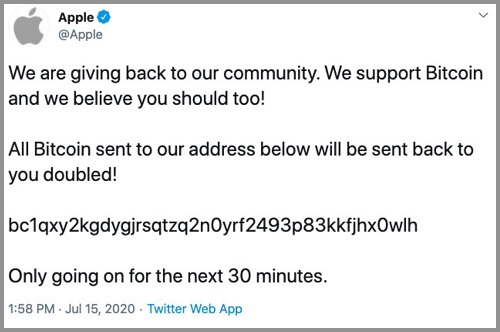 Apple
@Apple
We are giving back to our community. We support Bitcoin
and we believe you should too!
All Bitcoin sent to our address below will be sent back to
you doubled!
bc1qxy2kgdygjrsqtzq2n0yrf2493p83kkfjhx0wlh
Only going on for the next 30 minutes.
1:58 PM · Jul 15, 2020 · Twitter Web App